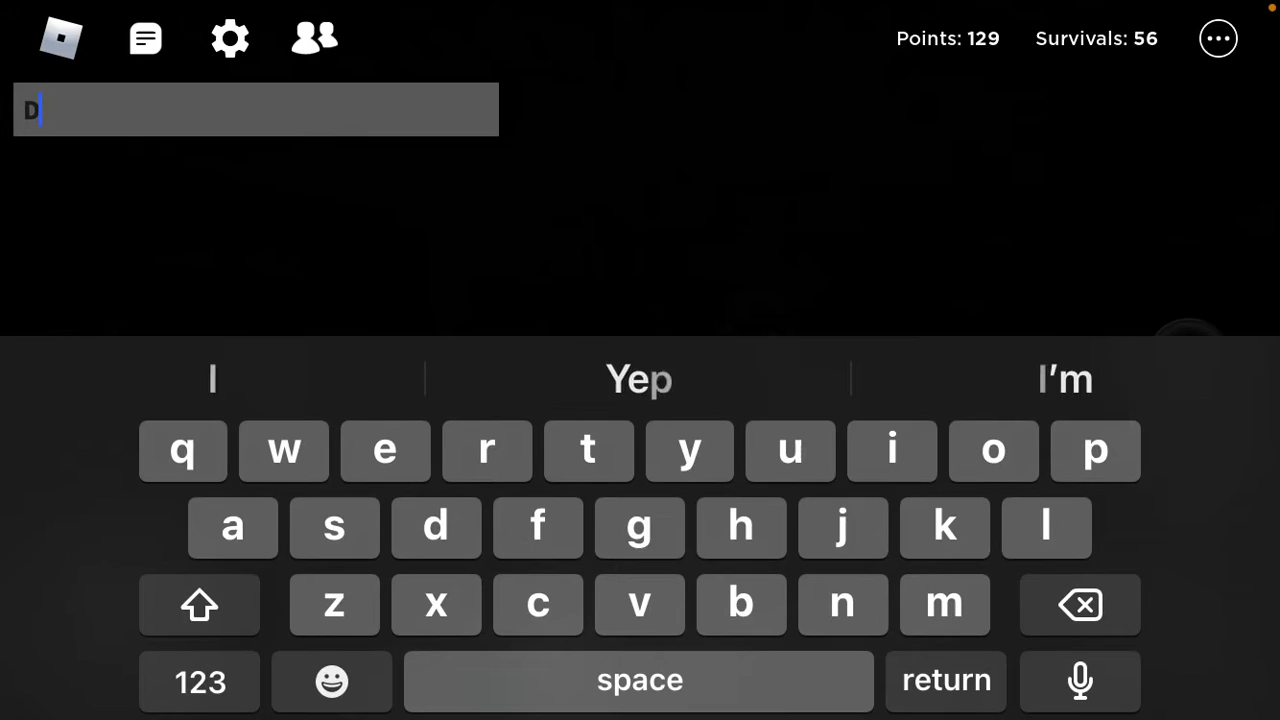 Points: 129 Survivals: 56
D
I Yep I'm
q w e r t y u i o p
a s d f g h j k l
z x c v b n m
123 space return